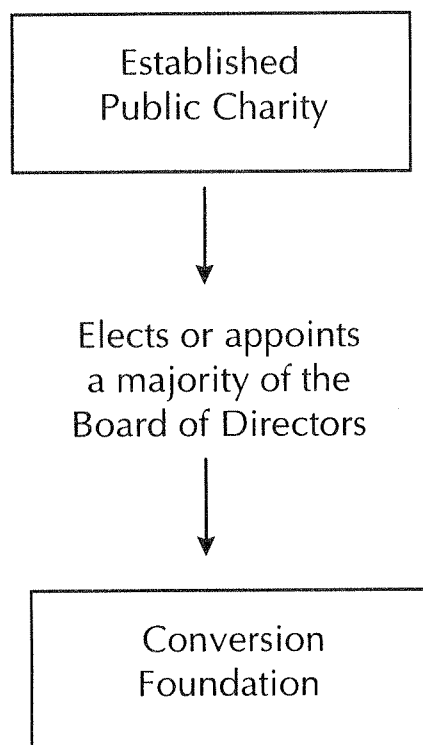 Established
Public Charity
Elects or appoints
a majority of the
Board of Directors
Conversion
Foundation